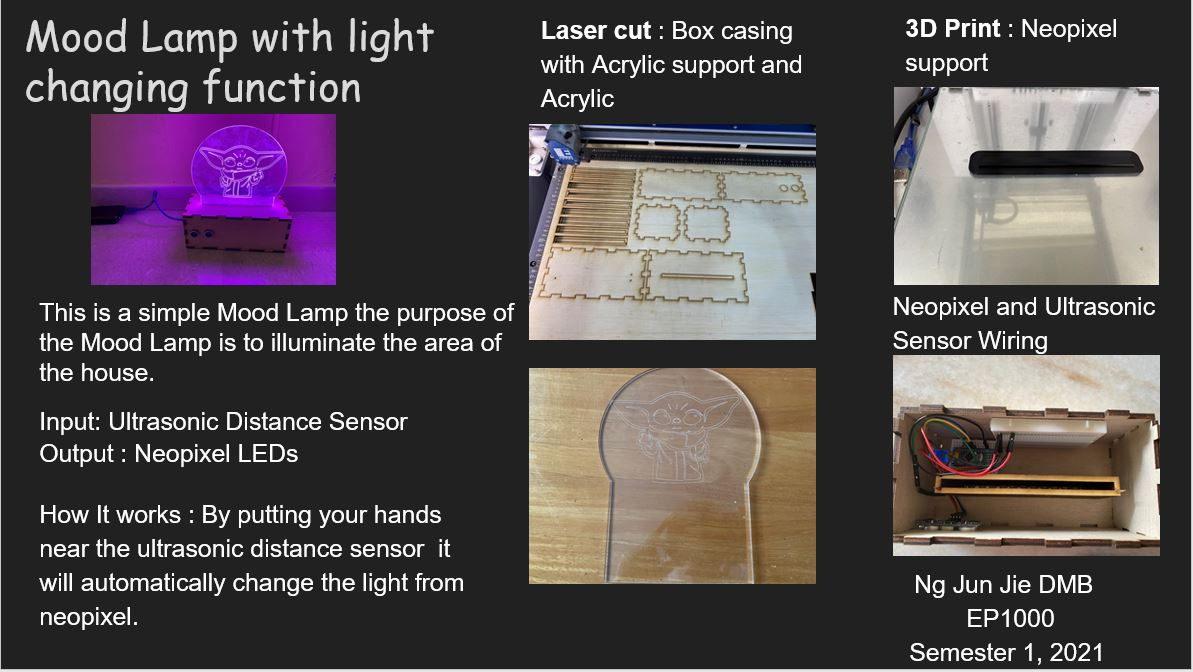 Mood Lamp with light
changing function
This is a simple Mood Lamp the purpose of
the Mood Lamp is to illuminate the area of
the house.
Input: Ultrasonic Distance Sensor
Output : Neopixel LEDs
How It works : By putting your hands
near the ultrasonic distance sensor  it
will automatically change the light from
neopixel.
Laser cut : Box casing
with Acrylic support and
Acrylic
3D Print : Neopixel
support
Neopixel and Ultrasonic
Sensor Wiring
Ng Jun Jie DMB
EP1000
Semester 1, 2021